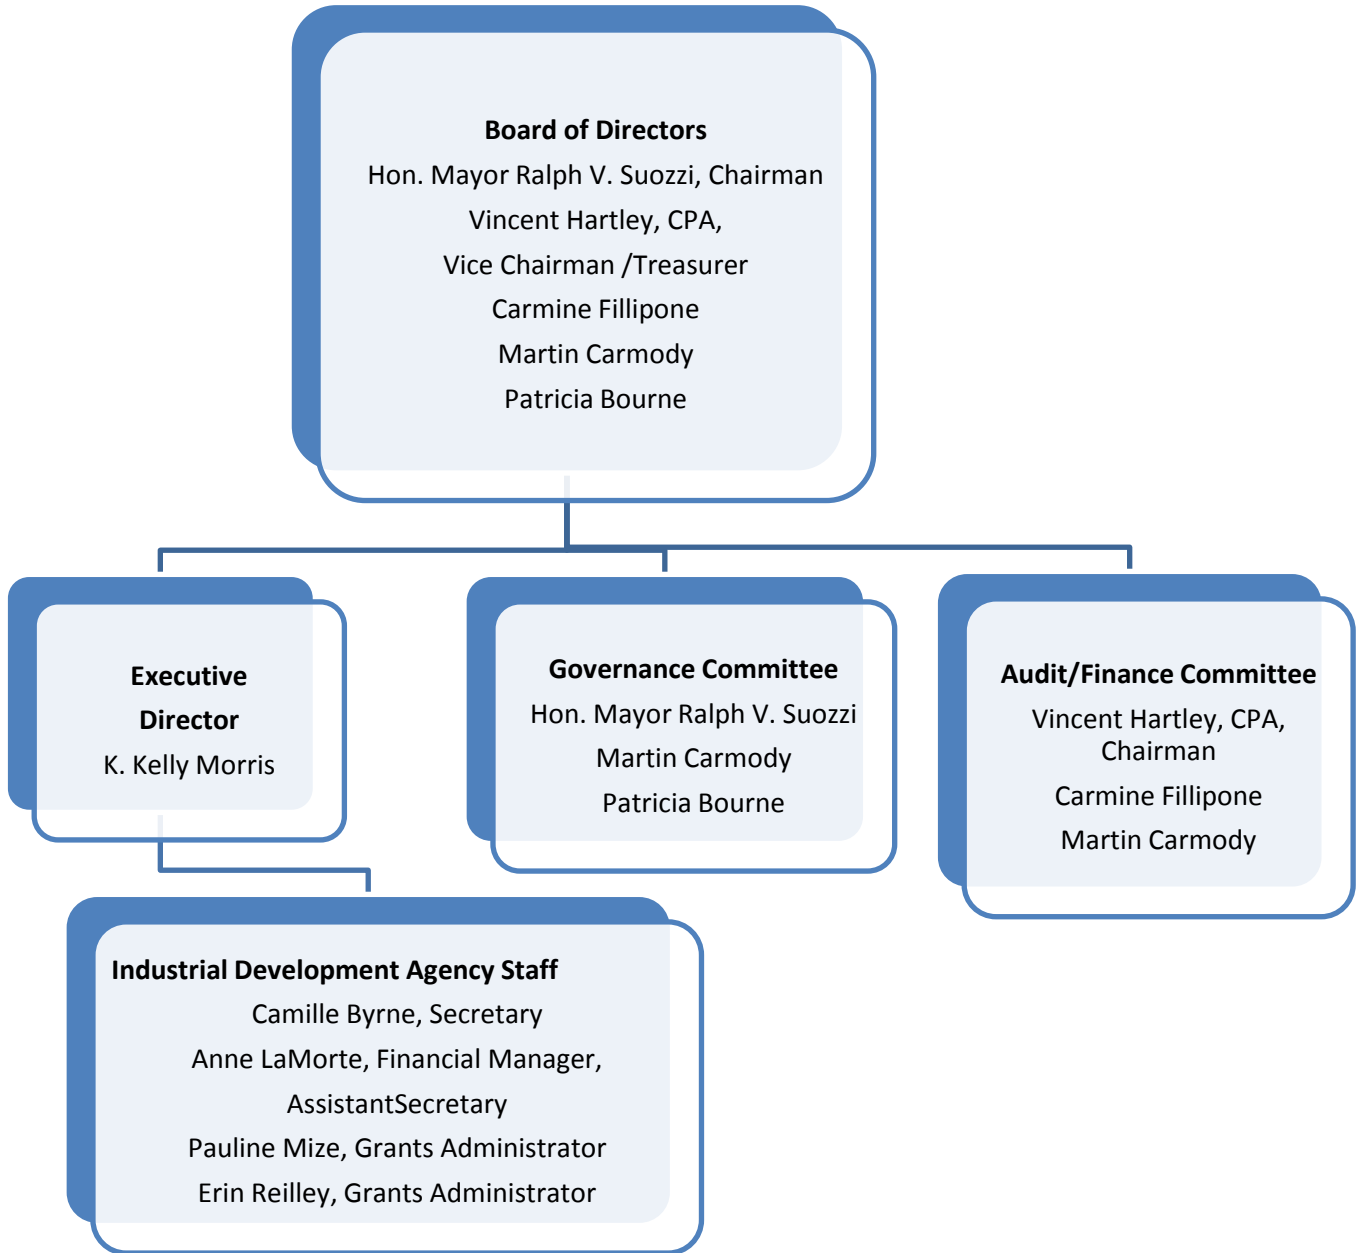 Board of Directors
Hon. Mayor Ralph V. Suozzi, Chairman
Vincent Hartley, CPA,
Vice Chairman /Treasurer
Carmine Fillipone
Martin Carmody
Patricia Bourne
Executive
Director
K. Kelly Morris
Governance Committee
Hon. Mayor Ralph V. Suozzi
Martin Carmody
Patricia Bourne
Audit/Finance Committee
Vincent Hartley, CPA,
Chairman
Carmine Fillipone
Martin Carmody
Industrial Development Agency Staff
Camille Byrne, Secretary
Anne LaMorte, Financial Manager,
AssistantSecretary
Pauline Mize, Grants Administrator
Erin Reilley, Grants Administrator